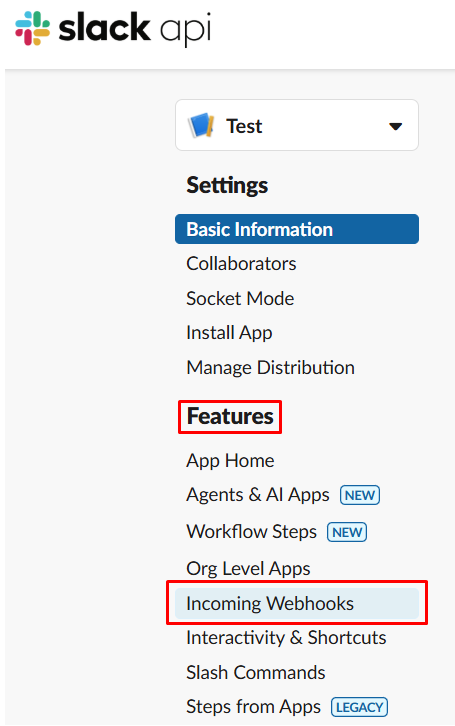 slack api
Test
Settings
Basic Information
Collaborators
Socket Mode
Install App
Manage Distribution
Features
App Home
Agents & AI Apps NEW
Workflow Steps NEW
Org Level Apps
Incoming Webhooks
Interactivity & Shortcuts
Slash Commands
Steps from Apps LEGACY